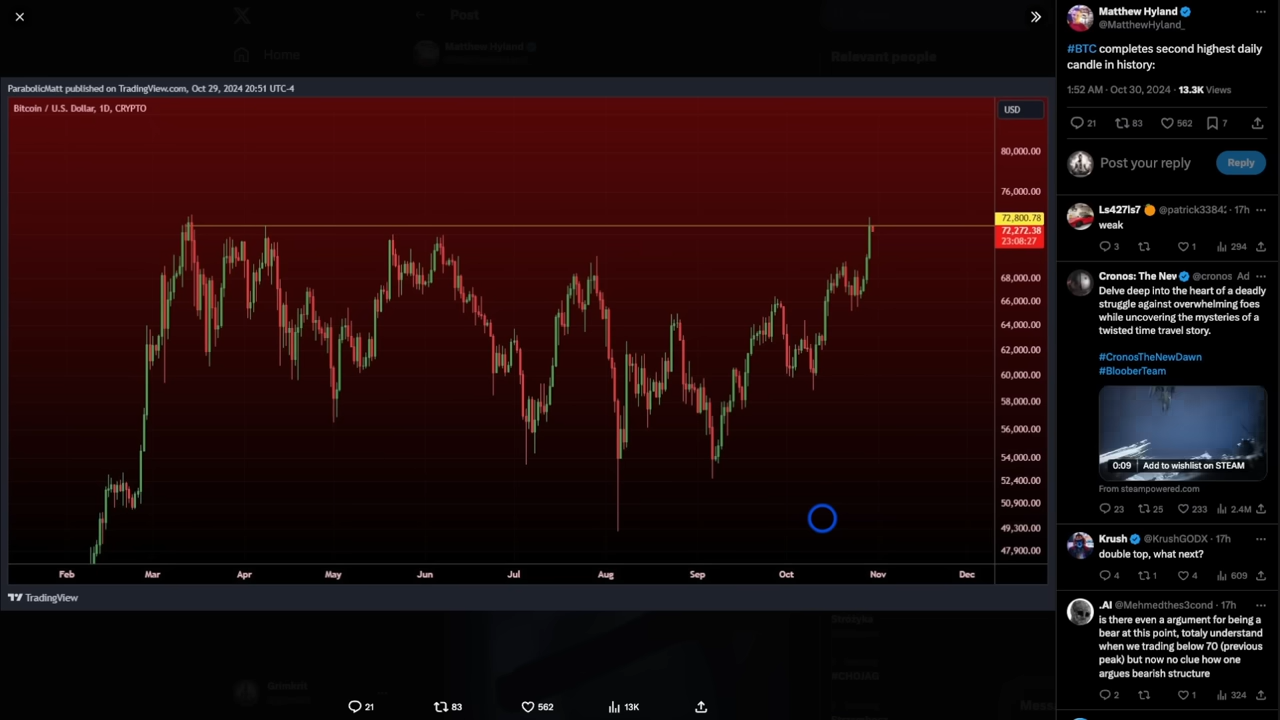 Post
Home
Matthew Hyland
Relevant people
ParabolicMatt published on TradingView.com, Oct 29, 2024 20:51 UTC-4
Bitcoin / U.S. Dollar, 1D, CRYPTO
USD
80,000.00
76,000.00
72,800.78
72,272.38
23:08:27
68,000.00
66,000.00
64,000.00
62,000.00
60,000.00
58,000.00
56,000.00
54,000.00
52,400.00
50,900.00
49,300.00
47,900.00
Feb Mar Apr May Jun Jul Aug Sep Oct Nov Dec
TradingView
#CHOJAG
21 83 562 13K
Matthew Hyland
@MatthewHyland_
#BTC completes second highest daily
candle in history:
1:52 AM · Oct 30, 2024 · 13.3K Views
21 83 562 7
Post your reply Reply
Ls427ls7 @patrick3384 · 17h
weak
3 1 294
Cronos: The New @cronos Ad
Delve deep into the heart of a deadly
struggle against overwhelming foes
while uncovering the mysteries of a
twisted time travel story.
#CronosTheNewDawn
#BlooberTeam
0:09 Add to wishlist on STEAM
From steampowered.com
23 25 233 2.4M
Krush @KrushGODX · 17h
double top, what next?
4 1 4 609
.AI @Mehmedthes3cond · 17h
is there even a argument for being a
bear at this point, totaly understand
when we trading below 70 (previous
peak) but now no clue how one
argues bearish structure
2 1 324